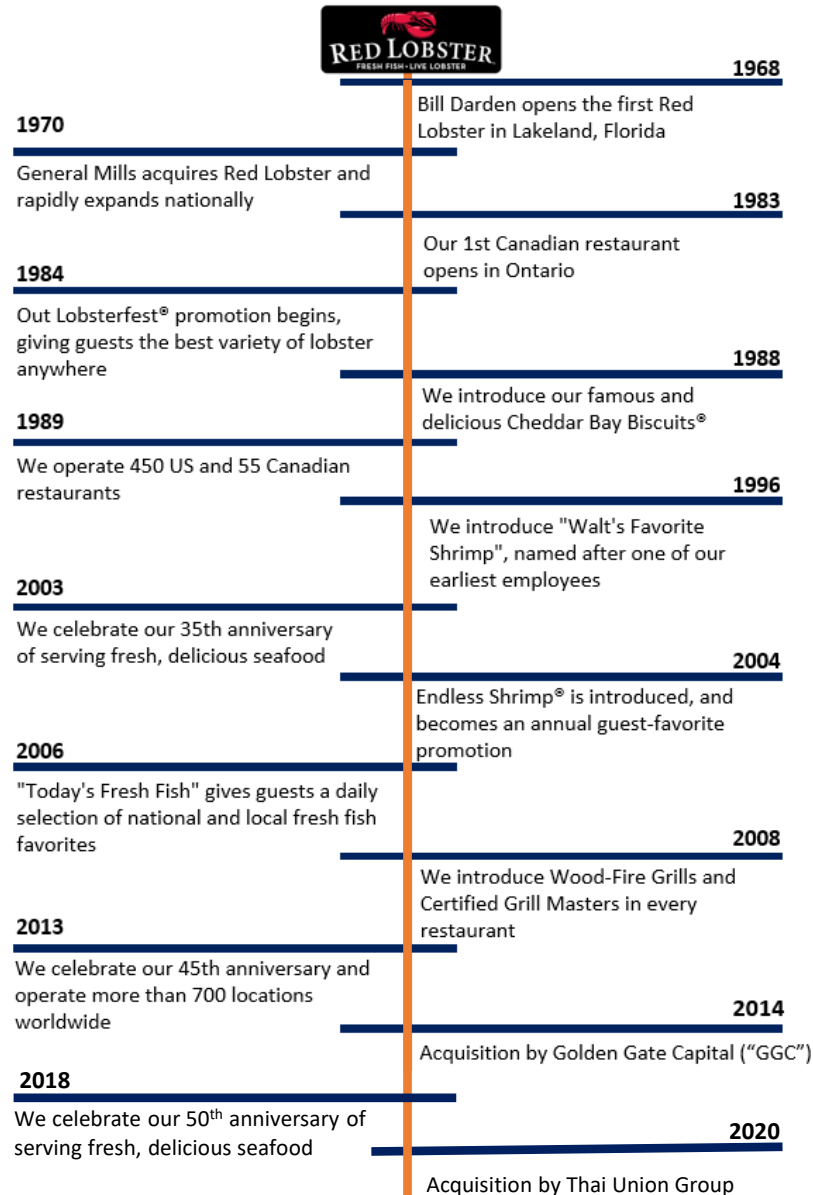 RED LOBSTER
FRESH FISH • LIVE LOBSTER
1968
Bill Darden opens the first Red
Lobster in Lakeland, Florida
1970
General Mills acquires Red Lobster and
rapidly expands nationally
1983
Our 1st Canadian restaurant
opens in Ontario
1984
Out Lobsterfest® promotion begins,
giving guests the best variety of lobster
anywhere
1988
We introduce our famous and
delicious Cheddar Bay Biscuits®
1989
We operate 450 US and 55 Canadian
restaurants
1996
We introduce "Walt's Favorite
Shrimp", named after one of our
earliest employees
2003
We celebrate our 35th anniversary
of serving fresh, delicious seafood
2004
Endless Shrimp® is introduced, and
becomes an annual guest-favorite
promotion
2006
"Today's Fresh Fish" gives guests a daily
selection of national and local fresh fish
favorites
2008
We introduce Wood-Fire Grills and
Certified Grill Masters in every
restaurant
2013
We celebrate our 45th anniversary and
operate more than 700 locations
worldwide
2014
Acquisition by Golden Gate Capital (“GGC”)
2018
We celebrate our 50th anniversary of
serving fresh, delicious seafood
2020
Acquisition by Thai Union Group